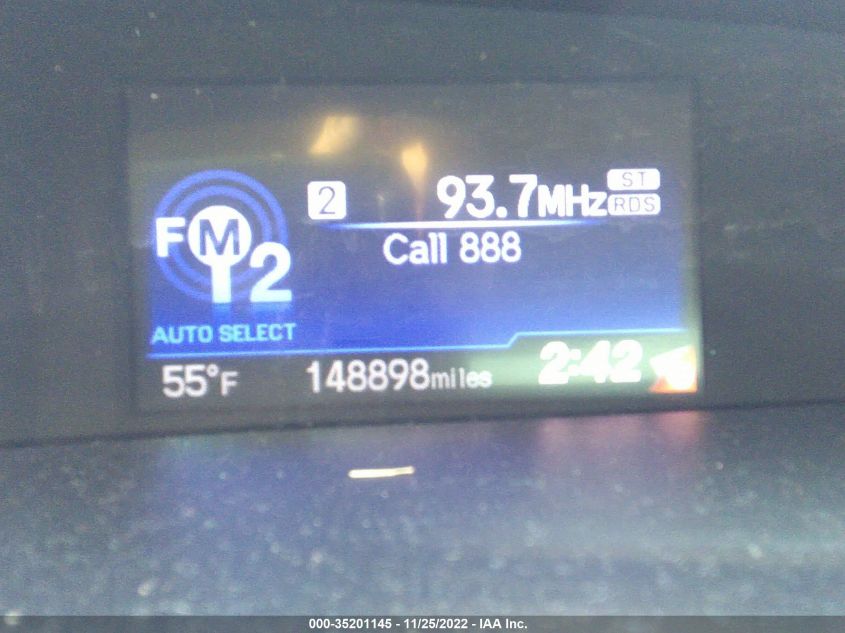 2 93.7MHz ST
RDS
FM2
Call 888
AUTO SELECT
55°F 148898miles 2:42
000-35201145 - 11/25/2022 - IAA Inc.